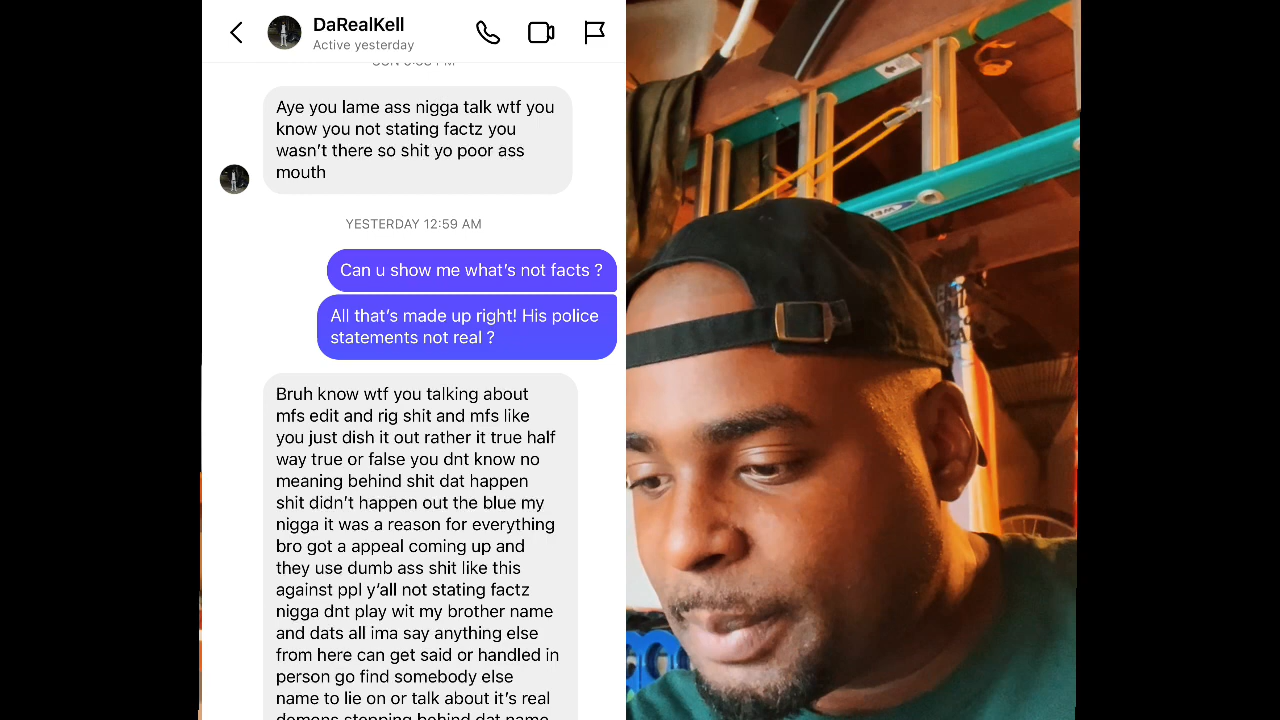 DaRealKell
Active yesterday
Aye you lame ass nigga talk wtf you
know you not stating factz you
wasn't there so shit yo poor ass
mouth
YESTERDAY 12:59 AM
Can u show me what's not facts ?
All that's made up right! His police
statements not real ?
Bruh know wtf you talking about
mfs edit and rig shit and mfs like
you just dish it out rather it true half
way true or false you dnt know no
meaning behind shit dat happen
shit didn't happen out the blue my
nigga it was a reason for everything
bro got a appeal coming up and
they use dumb ass shit like this
against ppl y'all not stating factz
nigga dnt play wit my brother name
and dats all ima say anything else
from here can get said or handled in
person go find somebody else
name to lie on or talk about it's real
demons stepping behind dat name